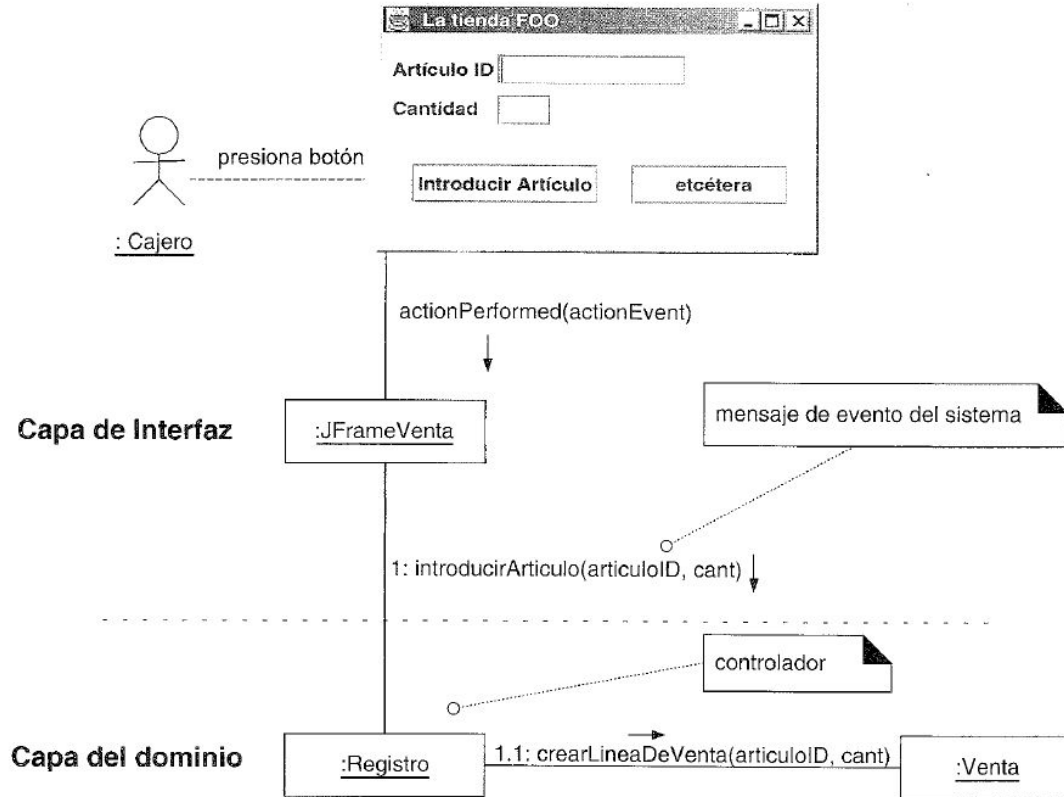 La tienda FOO
Artículo ID
Cantidad
presiona botón
Introducir Artículo
etcétera
: Cajero
actionPerformed(actionEvent)
Capa de Interfaz
:JFrameVenta
mensaje de evento del sistema
1: introducirArticulo(articuloID, cant)
controlador
Capa del dominio
:Registro
1.1: crearLineaDeVenta(articuloID, cant)
:Venta